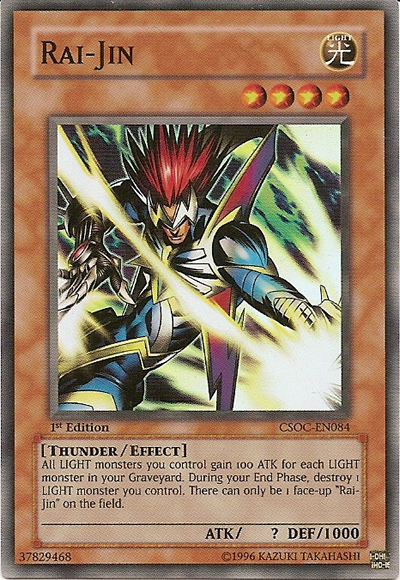 RAI-JIN
LIGHT
光
1st Edition
CSOC-EN084
[THUNDER / EFFECT]
All LIGHT monsters you control gain 100 ATK for each LIGHT
monster in your Graveyard. During your End Phase, destroy 1
LIGHT monster you control. There can only be 1 face-up "Rai-
Jin" on the field.
ATK/ ? DEF/1000
37829468
©1996 KAZUKI TAKAHASHI